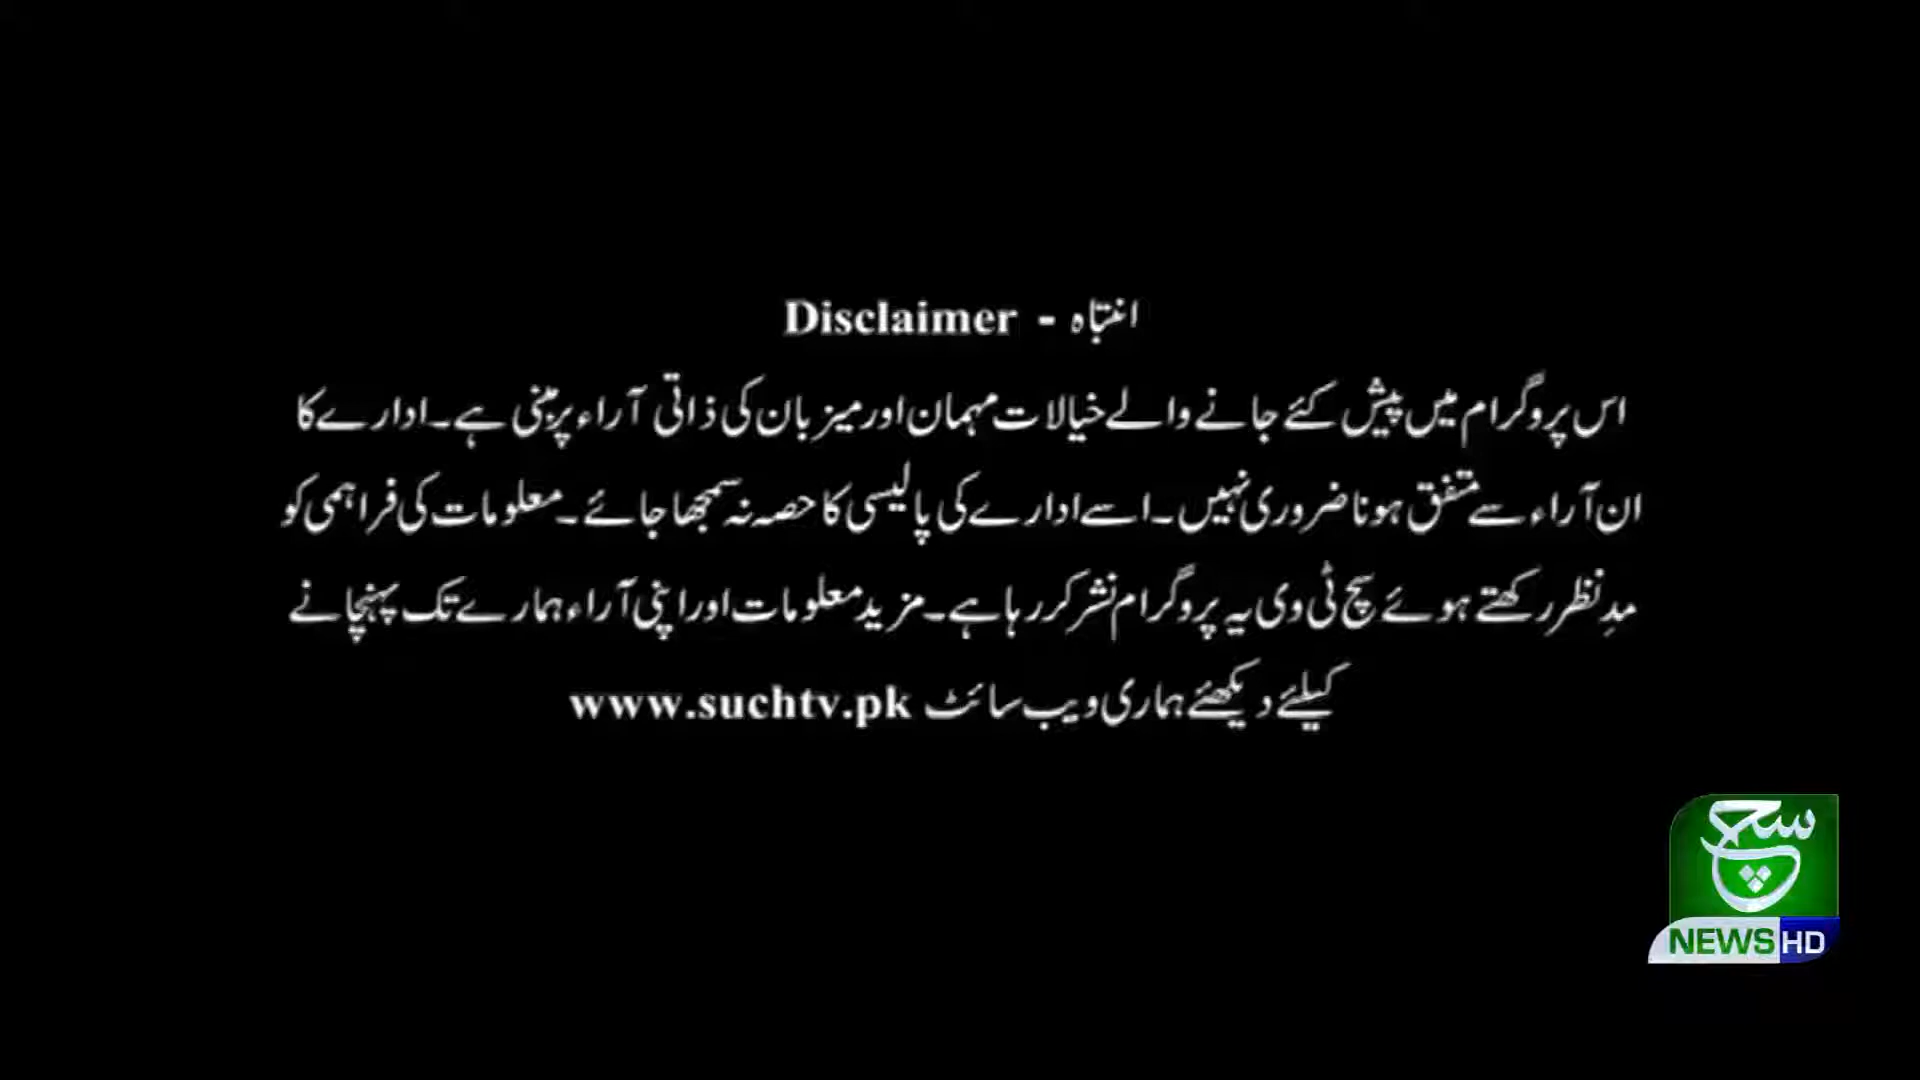 انتباہ - Disclaimer
اس پروگرام میں پیش کئے جانے والے خیالات مہمان اور میزبان کی ذاتی آراء پر مبنی ہے۔ ادارے کا
ان آراء سے متفق ہونا ضروری نہیں۔ اسے ادارے کی پالیسی کا حصہ نہ سمجھا جائے۔ معلومات کی فراہمی کو
مدِ نظر رکھتے ہوئے سچ ٹی وی یہ پروگرام نشر کر رہا ہے۔ مزید معلومات اور اپنی آراء ہمارے تک پہنچانے
کیلئے دیکھئے ہماری ویب سائٹ www.suchtv.pk
سچ
NEWS HD